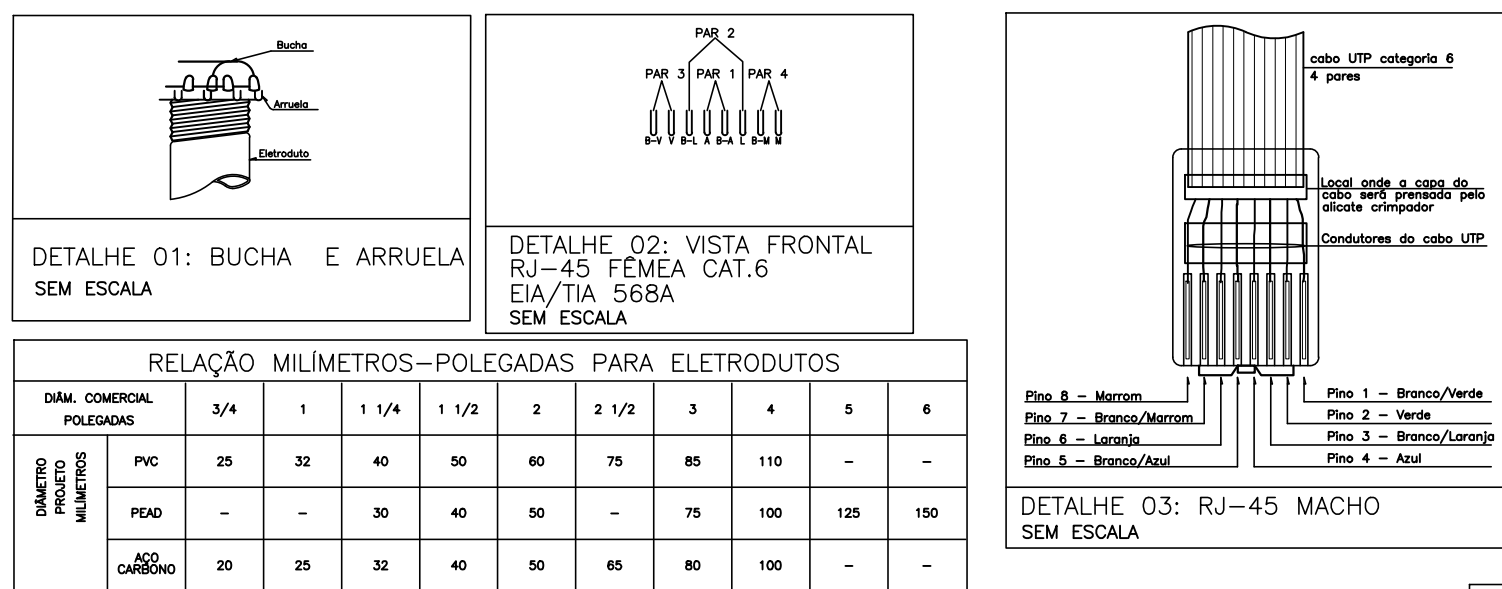 Bucha
Arruela
Eletroduto
DETALHE 01: BUCHA E ARRUELA
SEM ESCALA
PAR 2
PAR 3 PAR 1 PAR 4
B-V V B-L A B-A L B-M M
DETALHE 02: VISTA FRONTAL
RJ-45 FÊMEA CAT.6
EIA/TIA 568A
SEM ESCALA
cabo UTP categoria 6
4 pares
Local onde a capa do
cabo será prensada pelo
alicate crimpador
Condutores do cabo UTP
Pino 8 - Marrom
Pino 7 - Branco/Marrom
Pino 6 - Laranja
Pino 5 - Branco/Azul
Pino 1 - Branco/Verde
Pino 2 - Verde
Pino 3 - Branco/Laranja
Pino 4 - Azul
DETALHE 03: RJ-45 MACHO
SEM ESCALA
RELAÇÃO MILÍMETROS-POLEGADAS PARA ELETRODUTOS
DIÂM. COMERCIAL
POLEGADAS
3/4 1 1 1/4 1 1/2 2 2 1/2 3 4 5 6
DIÂMETRO
PROJETO
MILÍMETROS
PVC 25 32 40 50 60 75 85 110 - -
PEAD - - 30 40 50 - 75 100 125 150
AÇO
CARBONO 20 25 32 40 50 65 80 100 - -